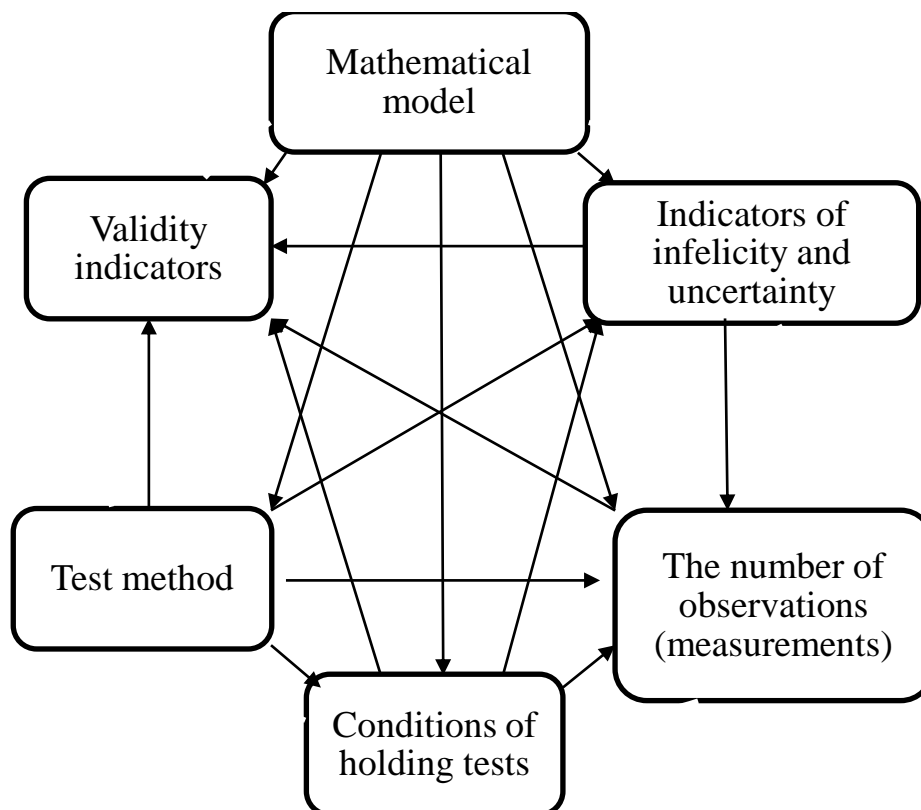 Mathematical
model
Validity
indicators
Indicators of
infelicity and
uncertainty
Test method
The number of
observations
(measurements)
Conditions of
holding tests